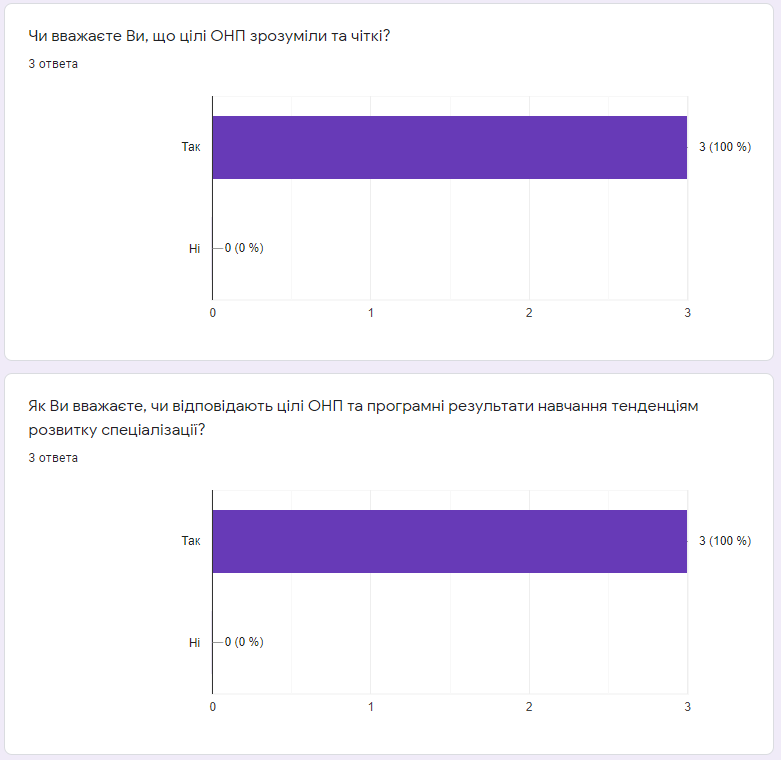 Чи вважаєте Ви, що цілі ОНП зрозуміли та чіткі?
3 ответа
Так
3 (100 %)
Ні
0 (0 %)
0
1
2
3
Як Ви вважаєте, чи відповідають цілі ОНП та програмні результати навчання тенденціям
розвитку спеціалізації?
3 ответа
Так
3 (100 %)
Ні
0 (0 %)
0
1
2
3